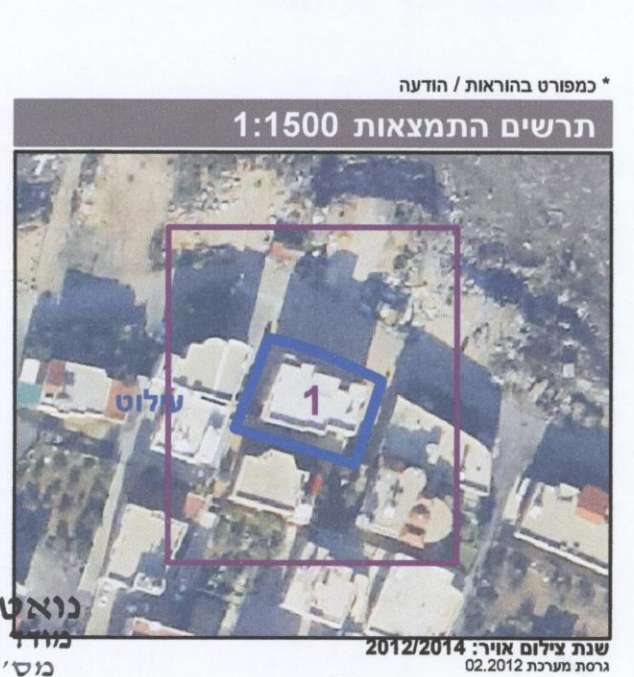 * כמפורט בהוראות / הודעה
תרשים התמצאות 1:1500
1
עילוט
שנת צילום אויר: 2012/2014
גרסת מערכת 02.2012
מס'